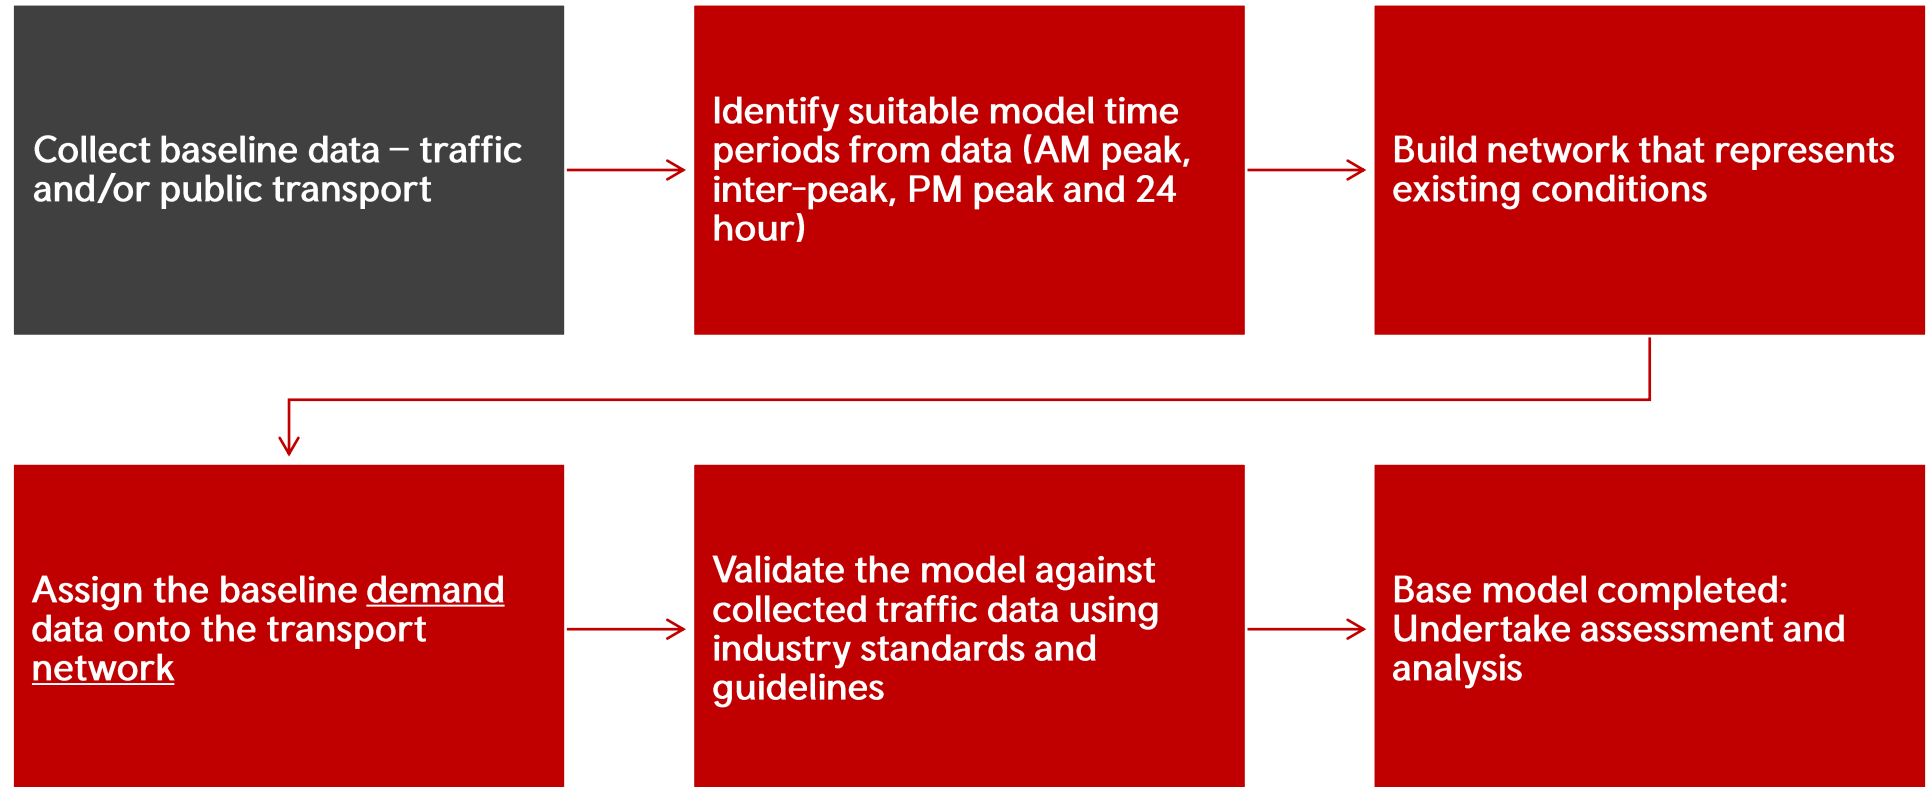 Collect baseline data – traffic
and/or public transport
Identify suitable model time
periods from data (AM peak,
inter-peak, PM peak and 24
hour)
Build network that represents
existing conditions
Assign the baseline demand
data onto the transport
network
Validate the model against
collected traffic data using
industry standards and
guidelines
Base model completed:
Undertake assessment and
analysis